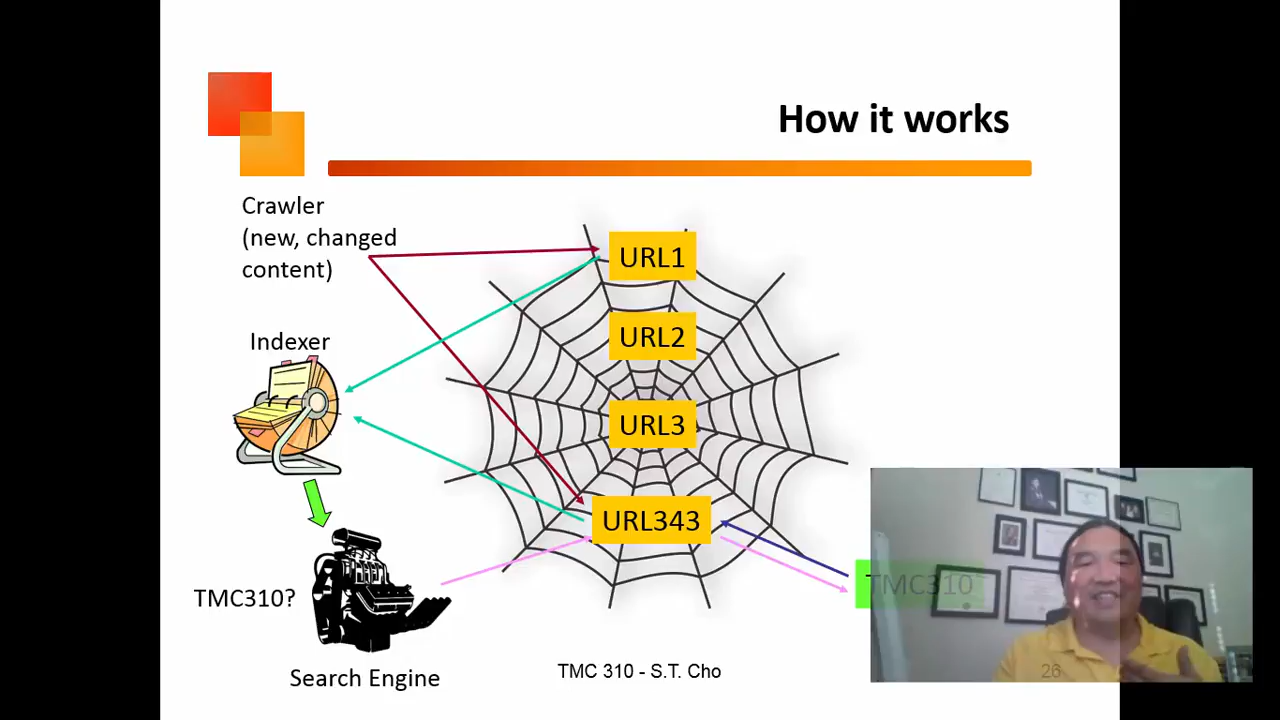 How it works
Crawler
(new, changed
content)
URL1
URL2
Indexer
URL3
URL343
TMC310
TMC310?
Search Engine
TMC 310 - S.T. Cho
26